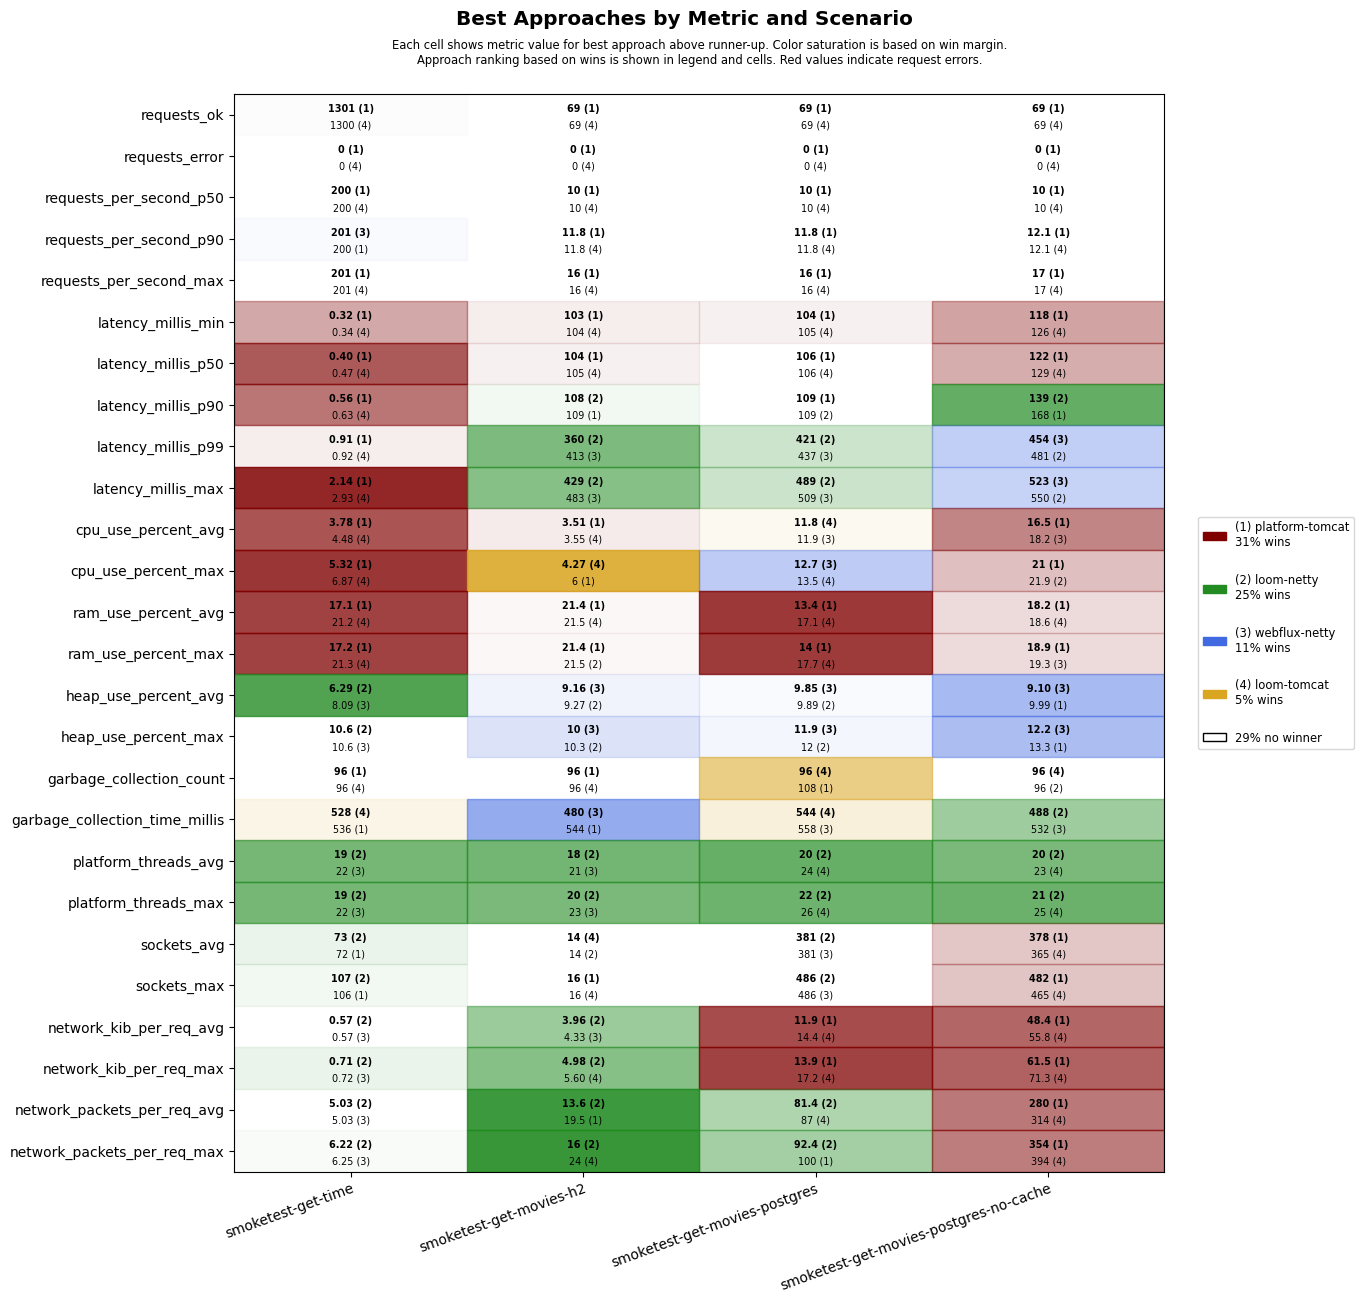 Best Approaches by Metric and Scenario
Each cell shows metric value for best approach above runner-up. Color saturation is based on win margin.
Approach ranking based on wins is shown in legend and cells. Red values indicate request errors.
requests_ok
1301 (1) 69 (1) 69 (1) 69 (1)
1300 (4) 69 (4) 69 (4) 69 (4)
requests_error
0 (1) 0 (1) 0 (1) 0 (1)
0 (4) 0 (4) 0 (4) 0 (4)
requests_per_second_p50
200 (1) 10 (1) 10 (1) 10 (1)
200 (4) 10 (4) 10 (4) 10 (4)
requests_per_second_p90
201 (3) 11.8 (1) 11.8 (1) 12.1 (1)
200 (1) 11.8 (4) 11.8 (4) 12.1 (4)
requests_per_second_max
201 (1) 16 (1) 16 (1) 17 (1)
201 (4) 16 (4) 16 (4) 17 (4)
latency_millis_min
0.32 (1) 103 (1) 104 (1) 118 (1)
0.34 (4) 104 (4) 105 (4) 126 (4)
latency_millis_p50
0.40 (1) 104 (1) 106 (1) 122 (1)
0.47 (4) 105 (4) 106 (4) 129 (4)
latency_millis_p90
0.56 (1) 108 (2) 109 (1) 139 (2)
0.63 (4) 109 (1) 109 (2) 168 (1)
latency_millis_p99
0.91 (1) 360 (2) 421 (2) 454 (3)
0.92 (4) 413 (3) 437 (3) 481 (2)
latency_millis_max
2.14 (1) 429 (2) 489 (2) 523 (3)
2.93 (4) 483 (3) 509 (3) 550 (2)
cpu_use_percent_avg
3.78 (1) 3.51 (1) 11.8 (4) 16.5 (1)
4.48 (4) 3.55 (4) 11.9 (3) 18.2 (3)
cpu_use_percent_max
5.32 (1) 4.27 (4) 12.7 (3) 21 (1)
6.87 (4) 6 (1) 13.5 (4) 21.9 (2)
ram_use_percent_avg
17.1 (1) 21.4 (1) 13.4 (1) 18.2 (1)
21.2 (4) 21.5 (4) 17.1 (4) 18.6 (4)
ram_use_percent_max
17.2 (1) 21.4 (1) 14 (1) 18.9 (1)
21.3 (4) 21.5 (2) 17.7 (4) 19.3 (3)
heap_use_percent_avg
6.29 (2) 9.16 (3) 9.85 (3) 9.10 (3)
8.09 (3) 9.27 (2) 9.89 (2) 9.99 (1)
heap_use_percent_max
10.6 (2) 10 (3) 11.9 (3) 12.2 (3)
10.6 (3) 10.3 (2) 12 (2) 13.3 (1)
garbage_collection_count
96 (1) 96 (1) 96 (4) 96 (4)
96 (4) 96 (4) 108 (1) 96 (2)
garbage_collection_time_millis
528 (4) 480 (3) 544 (4) 488 (2)
536 (1) 544 (1) 558 (3) 532 (3)
platform_threads_avg
19 (2) 18 (2) 20 (2) 20 (2)
22 (3) 21 (3) 24 (4) 23 (4)
platform_threads_max
19 (2) 20 (2) 22 (2) 21 (2)
22 (3) 23 (3) 26 (4) 25 (4)
sockets_avg
73 (2) 14 (4) 381 (2) 378 (1)
72 (1) 14 (2) 381 (3) 365 (4)
sockets_max
107 (2) 16 (1) 486 (2) 482 (1)
106 (1) 16 (4) 486 (3) 465 (4)
network_kib_per_req_avg
0.57 (2) 3.96 (2) 11.9 (1) 48.4 (1)
0.57 (3) 4.33 (3) 14.4 (4) 55.8 (4)
network_kib_per_req_max
0.71 (2) 4.98 (2) 13.9 (1) 61.5 (1)
0.72 (3) 5.60 (4) 17.2 (4) 71.3 (4)
network_packets_per_req_avg
5.03 (2) 13.6 (2) 81.4 (2) 280 (1)
5.03 (3) 19.5 (1) 87 (4) 314 (4)
network_packets_per_req_max
6.22 (2) 16 (2) 92.4 (2) 354 (1)
6.25 (3) 24 (4) 100 (1) 394 (4)
smoketest-get-time
smoketest-get-movies-h2
smoketest-get-movies-postgres
smoketest-get-movies-postgres-no-cache
(1) platform-tomcat
31% wins
(2) loom-netty
25% wins
(3) webflux-netty
11% wins
(4) loom-tomcat
5% wins
29% no winner